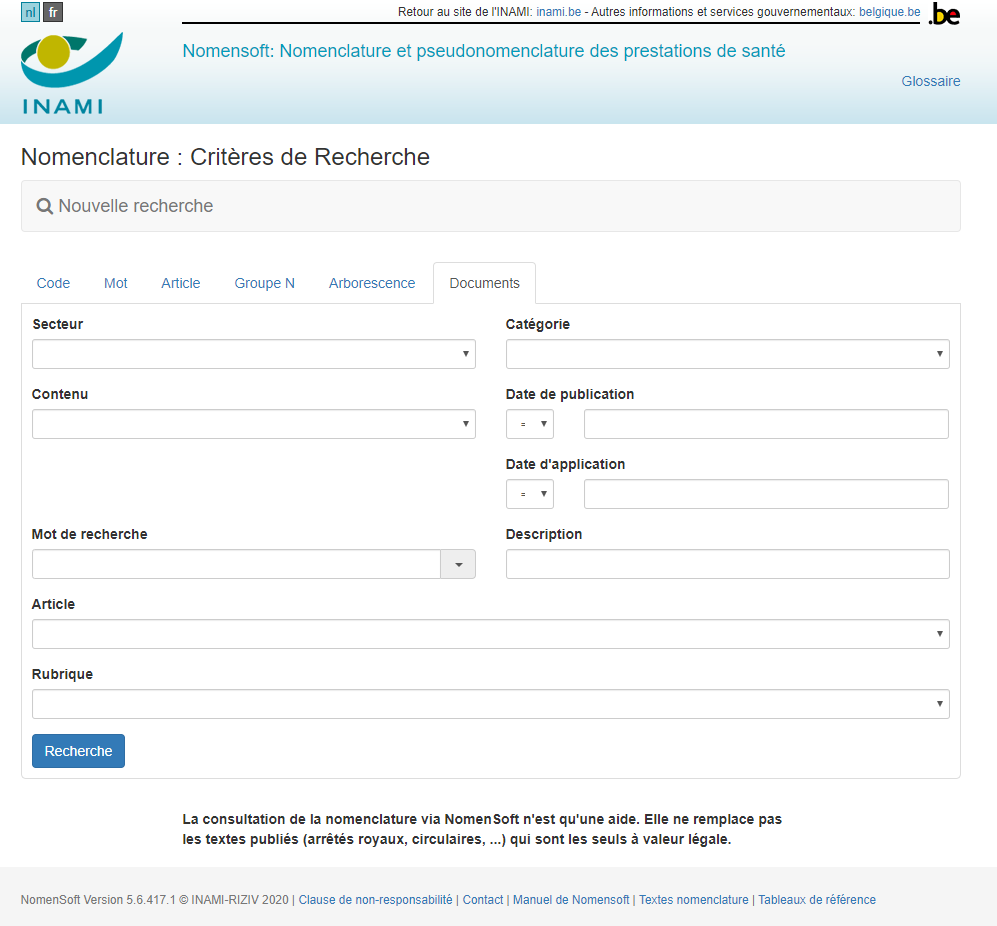 nl fr
Retour au site de l'INAMI: inami.be - Autres informations et services gouvernementaux: belgique.be
.be
Nomensoft: Nomenclature et pseudonomenclature des prestations de santé
Glossaire
INAMI
Nomenclature : Critères de Recherche
Nouvelle recherche
Code Mot Article Groupe N Arborescence Documents
Secteur Catégorie
Contenu Date de publication
=
Date d'application
=
Mot de recherche Description
Article
Rubrique
Recherche
La consultation de la nomenclature via NomenSoft n'est qu'une aide. Elle ne remplace pas
les textes publiés (arrêtés royaux, circulaires, ...) qui sont les seuls à valeur légale.
NomenSoft Version 5.6.417.1 © INAMI-RIZIV 2020 | Clause de non-responsabilité | Contact | Manuel de Nomensoft | Textes nomenclature | Tableaux de référence